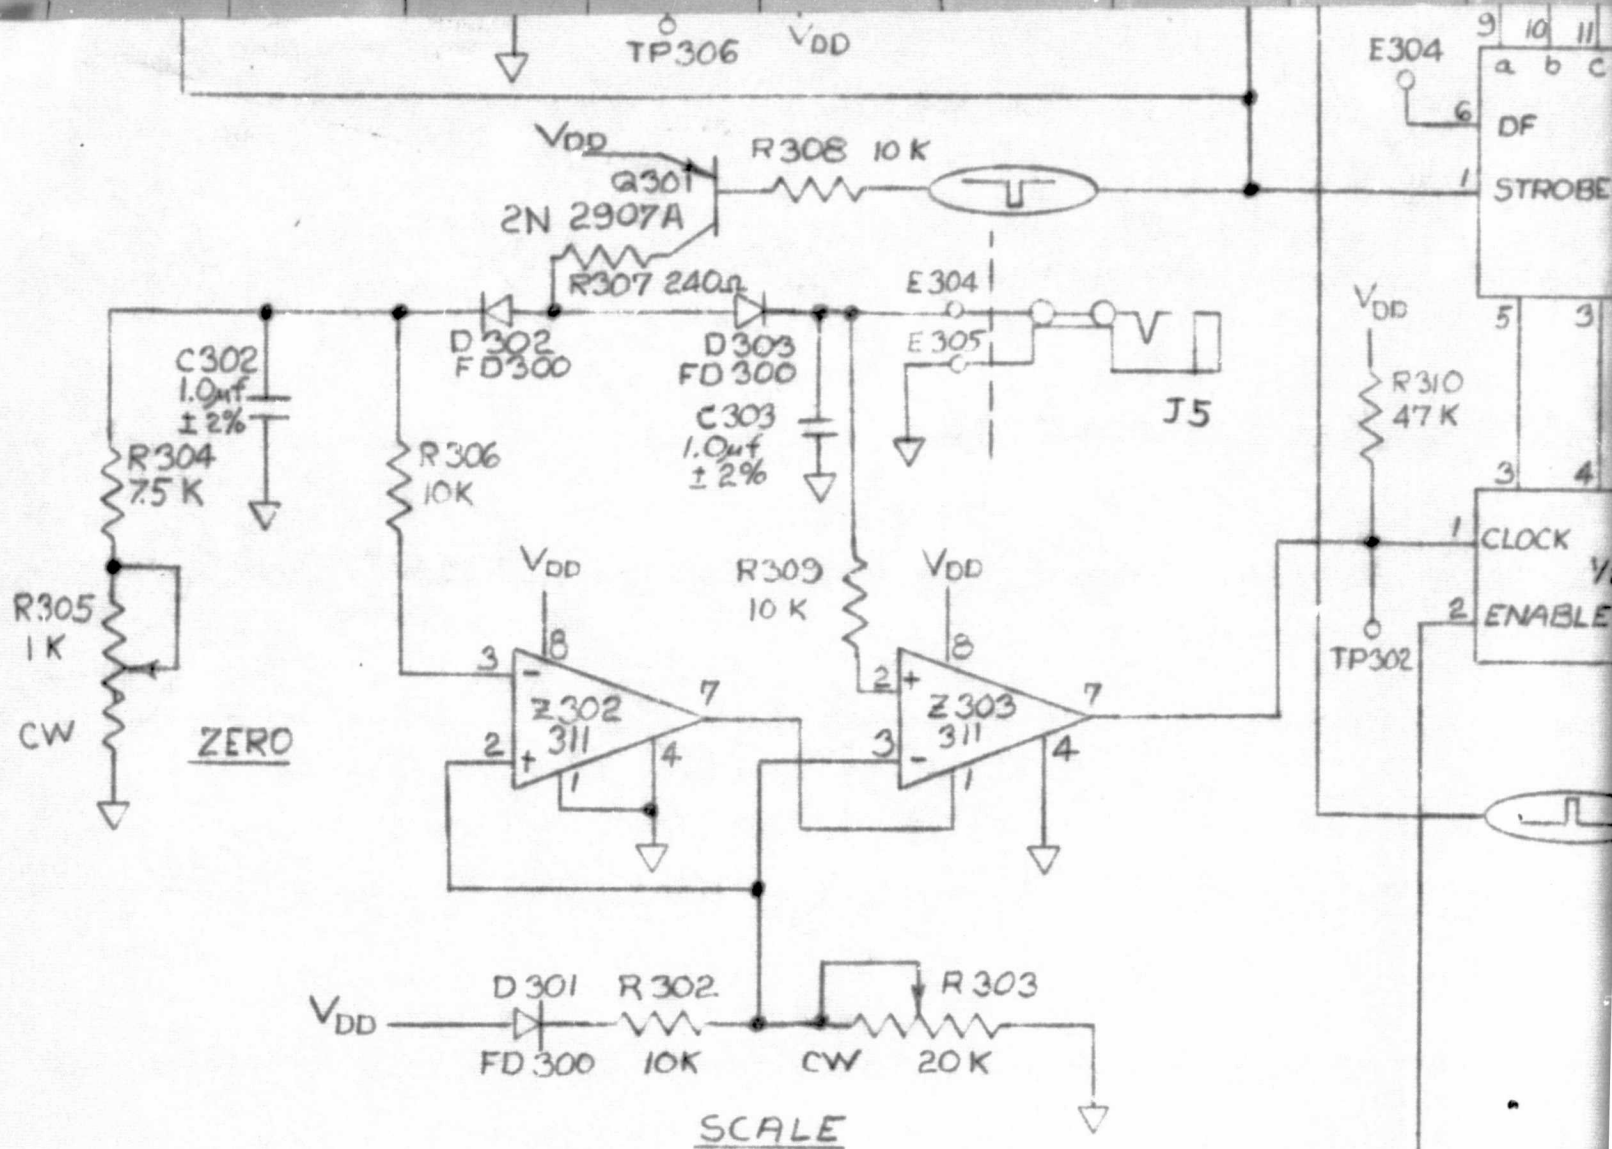 TP306
VDD
E304
9 10 11
a b c
6 DF
1 STROBE
5 3
VDD
Q301
2N 2907A
R308 10K
R307 240Ω
D302
FD300
D303
FD300
E304
E305
J5
C302
1.0µf
± 2%
C303
1.0µf
± 2%
R304
7.5 K
R306
10K
R305
1K
CW
ZERO
VDD
R310
47K
3 4
1 CLOCK
2 ENABLE
TP302
VDD
8
3 -
2 +
Z302
311
7
1
4
R309
10K
VDD
8
2 +
3 -
Z303
311
7
1
4
VDD
D301
FD300
R302
10K
R303
20K
CW
SCALE